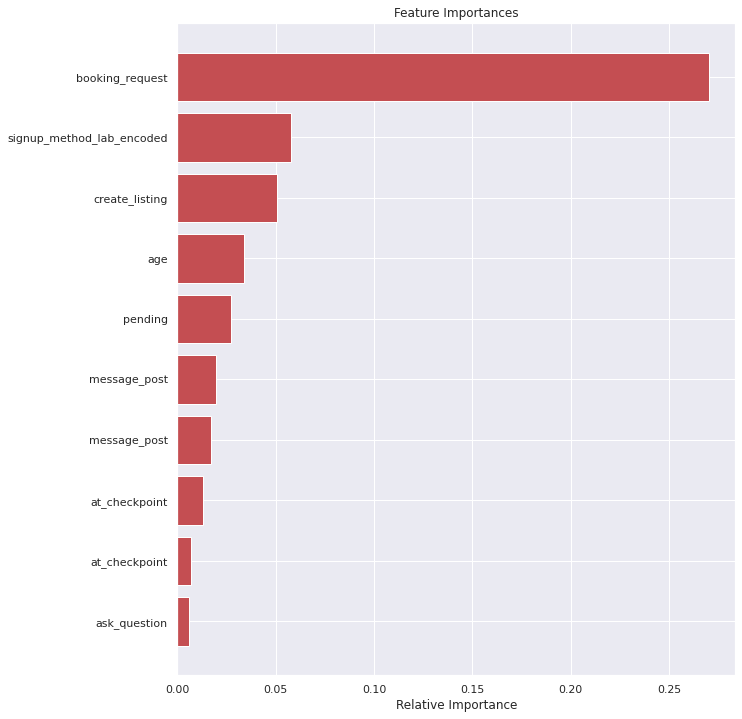 Feature Importances
booking_request
signup_method_lab_encoded
create_listing
age
pending
message_post
message_post
at_checkpoint
at_checkpoint
ask_question
0.00 0.05 0.10 0.15 0.20 0.25
Relative Importance